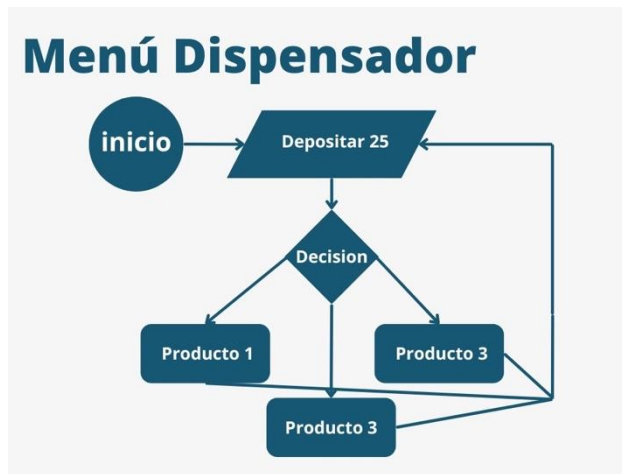 Menú Dispensador
inicio
Depositar 25
Decision
Producto 1
Producto 3
Producto 3